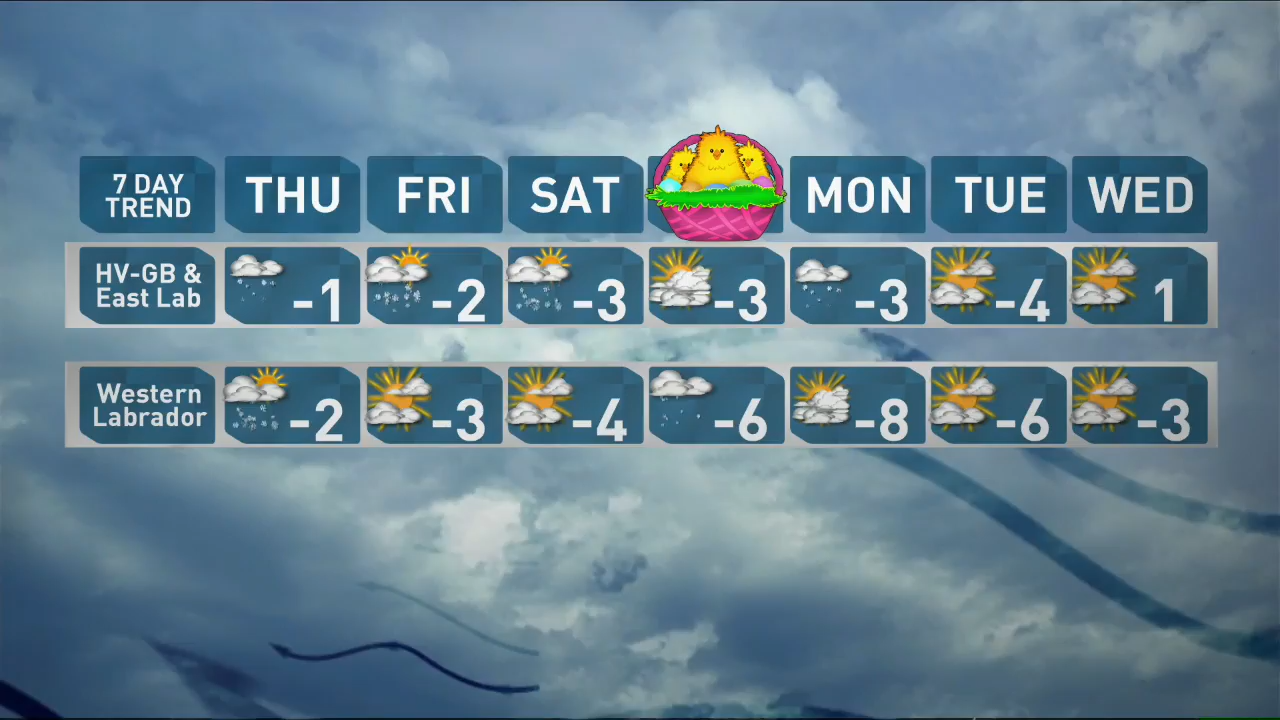 7 DAY
TREND
THU FRI SAT MON TUE WED
HV-GB &
East Lab
-1 -2 -3 -3 -3 -4 1
Western
Labrador
-2 -3 -4 -6 -8 -6 -3